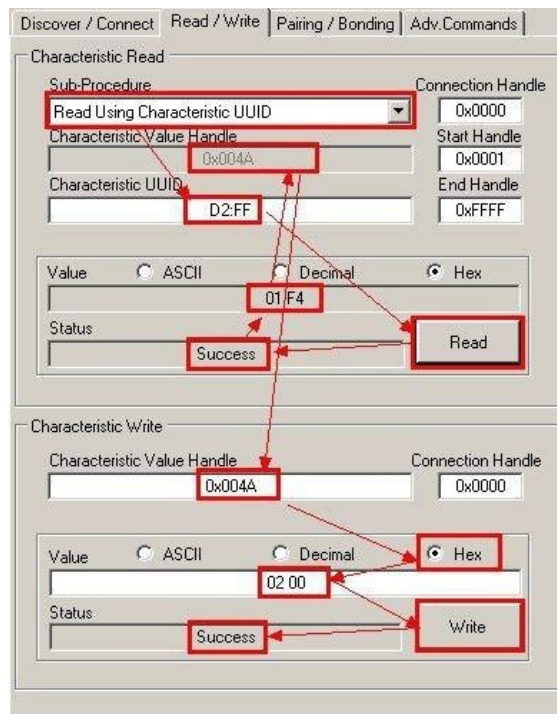 Discover / Connect Read / Write Pairing / Bonding Adv.Commands
Characteristic Read
Sub-Procedure Connection Handle
Read Using Characteristic UUID 0x0000
Characteristic Value Handle Start Handle
0x004A 0x0001
Characteristic UUID End Handle
D2:FF 0xFFFF
Value ASCII Decimal Hex
01:F4
Status
Success Read
Characteristic Write
Characteristic Value Handle Connection Handle
0x004A 0x0000
Value ASCII Decimal Hex
02 00
Status
Success Write